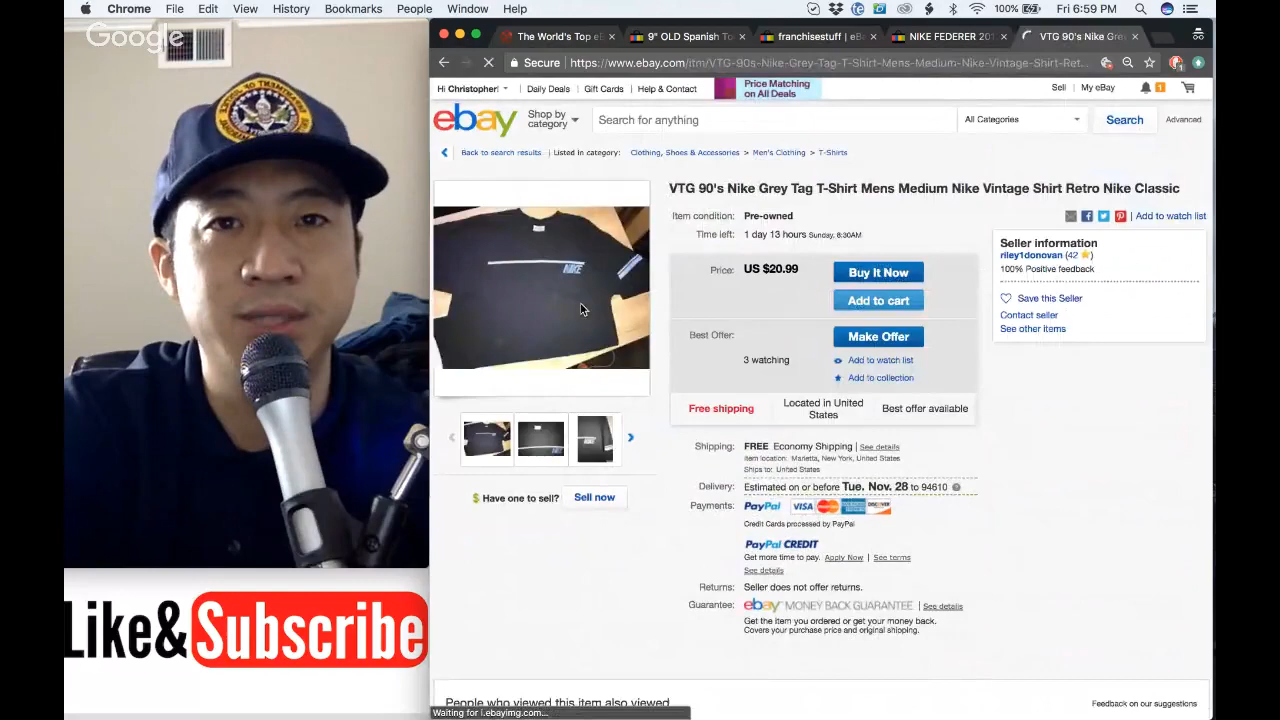 Chrome File Edit View History Bookmarks People Window Help
100% Fri 6:59 PM
Google
The World's Top eB
9" OLD Spanish To
franchisestuff | eBa
NIKE FEDERER 201
VTG 90's Nike Grey
Secure https://www.ebay.com/itm/VTG-90s-Nike-Grey-Tag-T-Shirt-Mens-Medium-Nike-Vintage-Shirt-Ret...
Hi Christopher! Daily Deals Gift Cards Help & Contact
Price Matching
on All Deals
Sell My eBay 1
ebay
Shop by
category
Search for anything
All Categories
Search
Advanced
Back to search results Listed in category: Clothing, Shoes & Accessories > Men's Clothing > T-Shirts
VTG 90's Nike Grey Tag T-Shirt Mens Medium Nike Vintage Shirt Retro Nike Classic
Item condition: Pre-owned
Add to watch list
Time left: 1 day 13 hours Sunday, 8:30AM
Price: US $20.99
Buy It Now
Add to cart
Best Offer:
Make Offer
3 watching
Add to watch list
Add to collection
Free shipping
Located in United
States
Best offer available
Seller information
riley1donovan (42)
100% Positive feedback
Save this Seller
Contact seller
See other items
NIKE
Have one to sell? Sell now
Shipping: FREE Economy Shipping | See details
Item location: Marietta, New York, United States
Ships to: United States
Delivery: Estimated on or before Tue. Nov. 28 to 94610
Payments: PayPal VISA MasterCard AMERICAN EXPRESS DISCOVER
Credit Cards processed by PayPal
PayPal CREDIT
Get more time to pay. Apply Now | See terms
See details
Returns: Seller does not offer returns.
Guarantee: ebay MONEY BACK GUARANTEE | See details
Get the item you ordered or get your money back.
Covers your purchase price and original shipping.
People who viewed this item also viewed
Feedback on our suggestions
Waiting for i.ebayimg.com...
Like& Subscribe